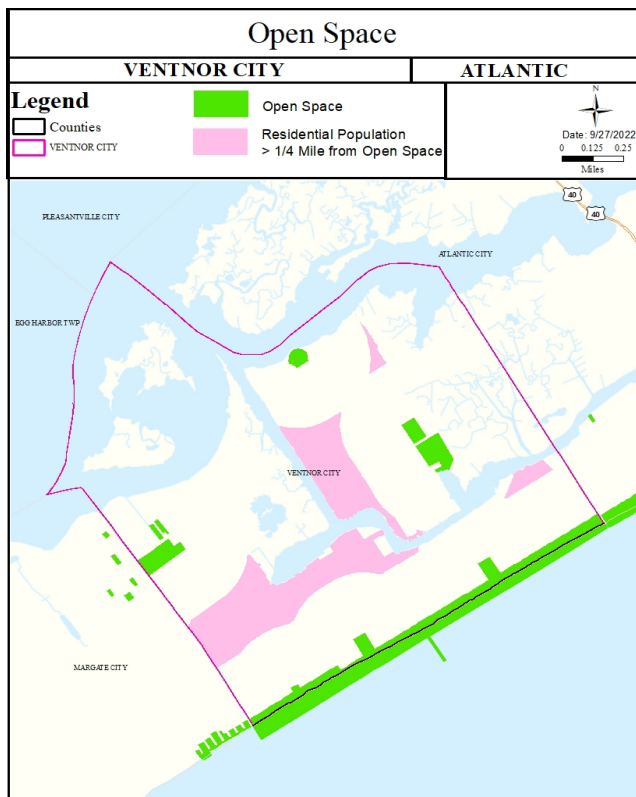 Open Space
VENTNOR CITY
ATLANTIC
Legend
Counties
VENTNOR CITY
Open Space
Residential Population
> 1/4 Mile from Open Space
N
Date: 9/27/2022
0 0.125 0.25
Miles
40
40
PLEASANTVILLE CITY
ATLANTIC CITY
EGG HARBOR TWP
VENTNOR CITY
MARGATE CITY